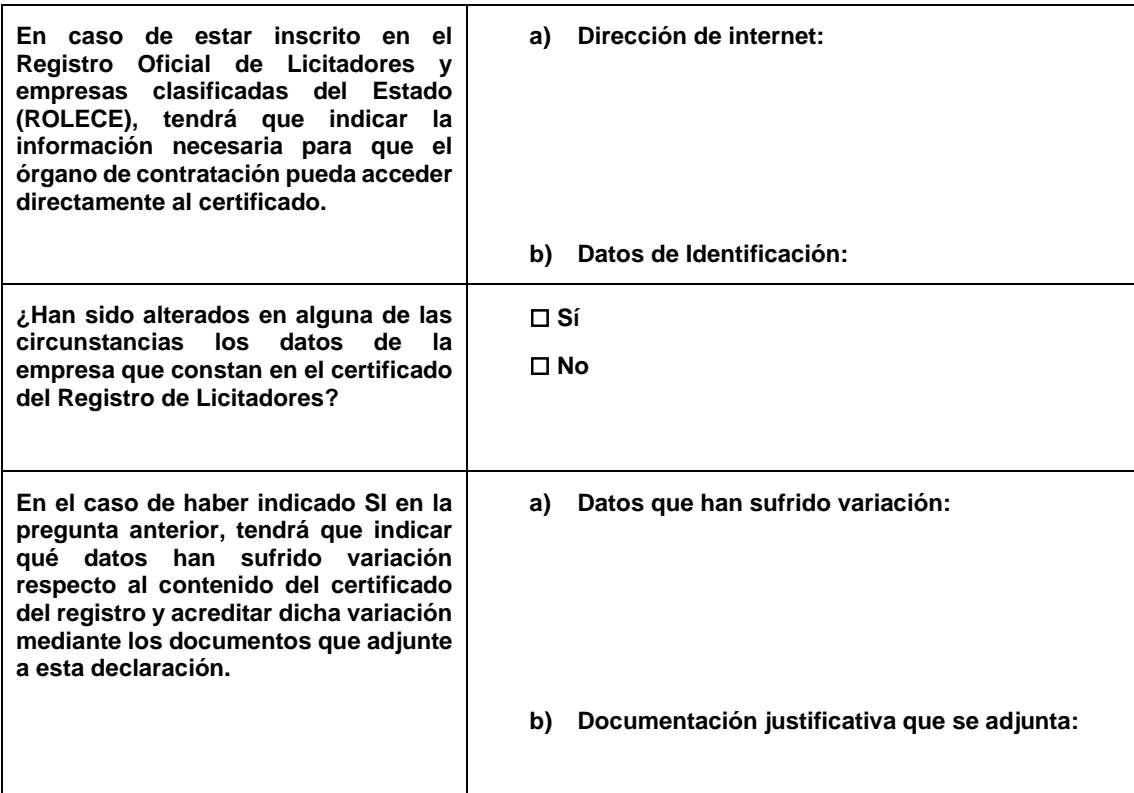 En caso de estar inscrito en el
Registro Oficial de Licitadores y
empresas clasificadas del Estado
(ROLECE), tendrá que indicar la
información necesaria para que el
órgano de contratación pueda acceder
directamente al certificado.
a) Dirección de internet:
b) Datos de Identificación:
¿Han sido alterados en alguna de las
circunstancias los datos de la
empresa que constan en el certificado
del Registro de Licitadores?
☐ Sí
☐ No
En el caso de haber indicado SI en la
pregunta anterior, tendrá que indicar
qué datos han sufrido variación
respecto al contenido del certificado
del registro y acreditar dicha variación
mediante los documentos que adjunte
a esta declaración.
a) Datos que han sufrido variación:
b) Documentación justificativa que se adjunta: